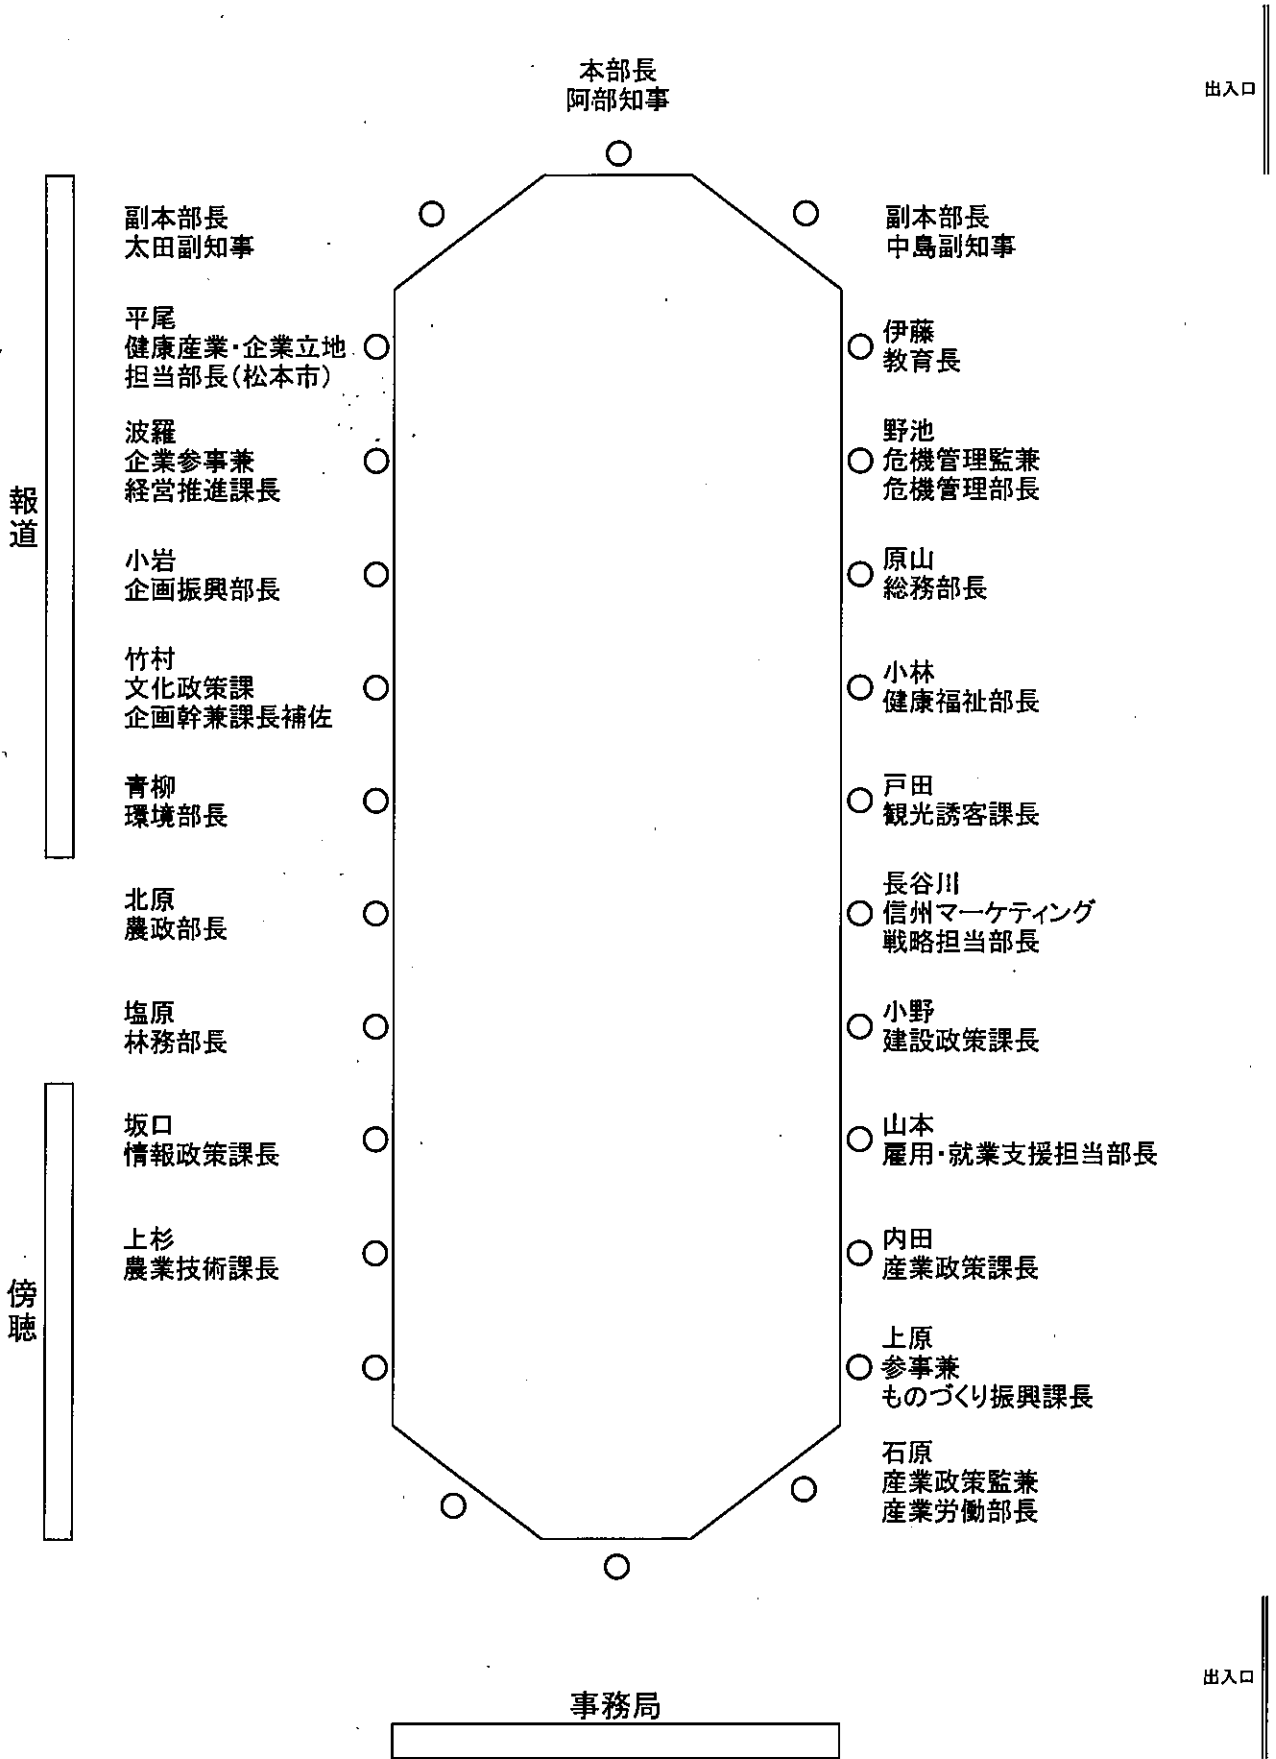 本部長
阿部知事
出入口
副本部長
太田副知事
副本部長
中島副知事
平尾
健康産業・企業立地
担当部長(松本市)
伊藤
教育長
波羅
企業参事兼
経営推進課長
野池
危機管理監兼
危機管理部長
報道
小岩
企画振興部長
原山
総務部長
竹村
文化政策課
企画幹兼課長補佐
小林
健康福祉部長
青柳
環境部長
戸田
観光誘客課長
北原
農政部長
長谷川
信州マーケティング
戦略担当部長
塩原
林務部長
小野
建設政策課長
坂口
情報政策課長
山本
雇用・就業支援担当部長
上杉
農業技術課長
内田
産業政策課長
傍聴
上原
参事兼
ものづくり振興課長
石原
産業政策監兼
産業労働部長
出入口
事務局